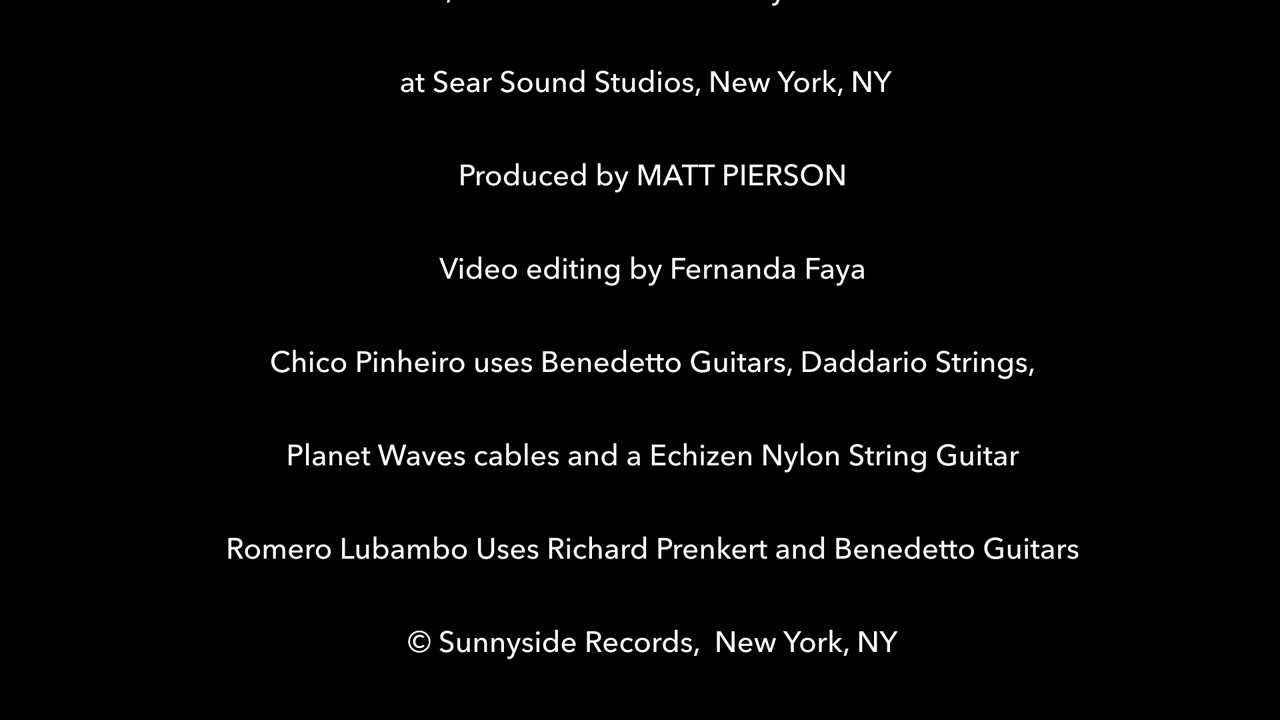 at Sear Sound Studios, New York, NY
Produced by MATT PIERSON
Video editing by Fernanda Faya
Chico Pinheiro uses Benedetto Guitars, Daddario Strings,
Planet Waves cables and a Echizen Nylon String Guitar
Romero Lubambo Uses Richard Prenkert and Benedetto Guitars
© Sunnyside Records,  New York, NY